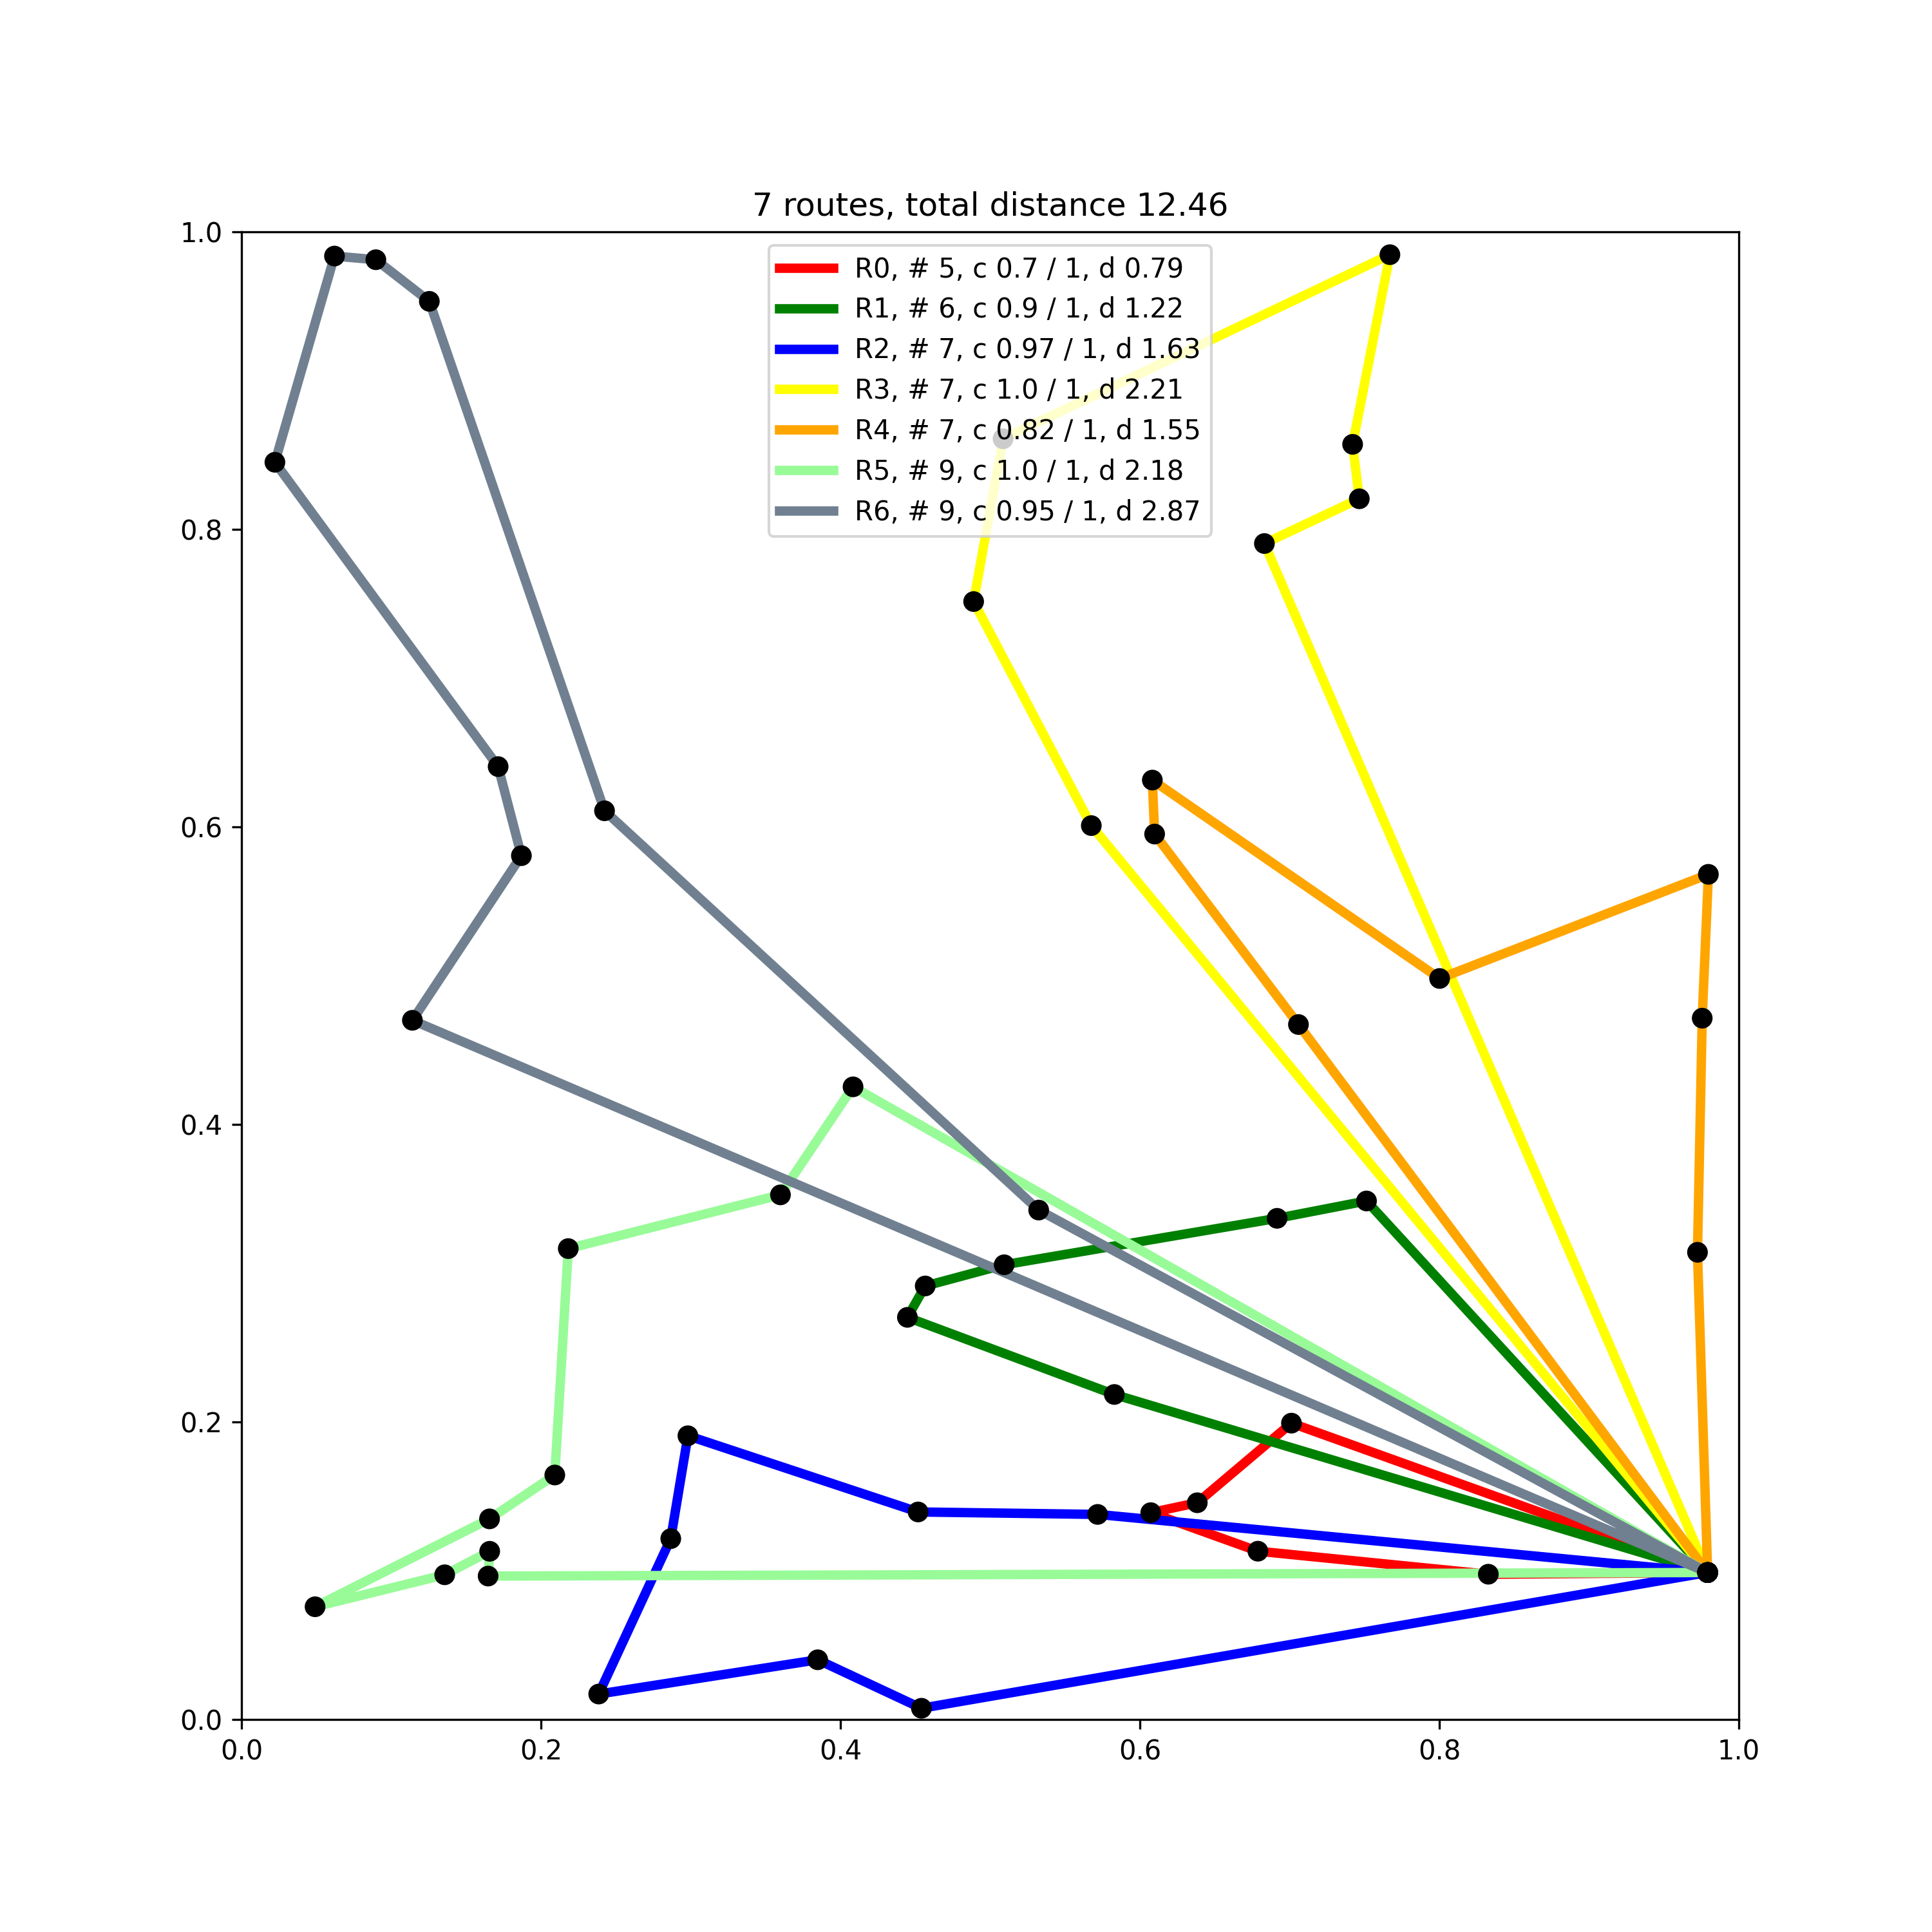 7 routes, total distance 12.46
1.0
R0, # 5, c 0.7 / 1, d 0.79
R1, # 6, c 0.9 / 1, d 1.22
R2, # 7, c 0.97 / 1, d 1.63
R3, # 7, c 1.0 / 1, d 2.21
R4, # 7, c 0.82 / 1, d 1.55
R5, # 9, c 1.0 / 1, d 2.18
R6, # 9, c 0.95 / 1, d 2.87
0.8
0.6
0.4
0.2
0.0
0.0 0.2 0.4 0.6 0.8 1.0